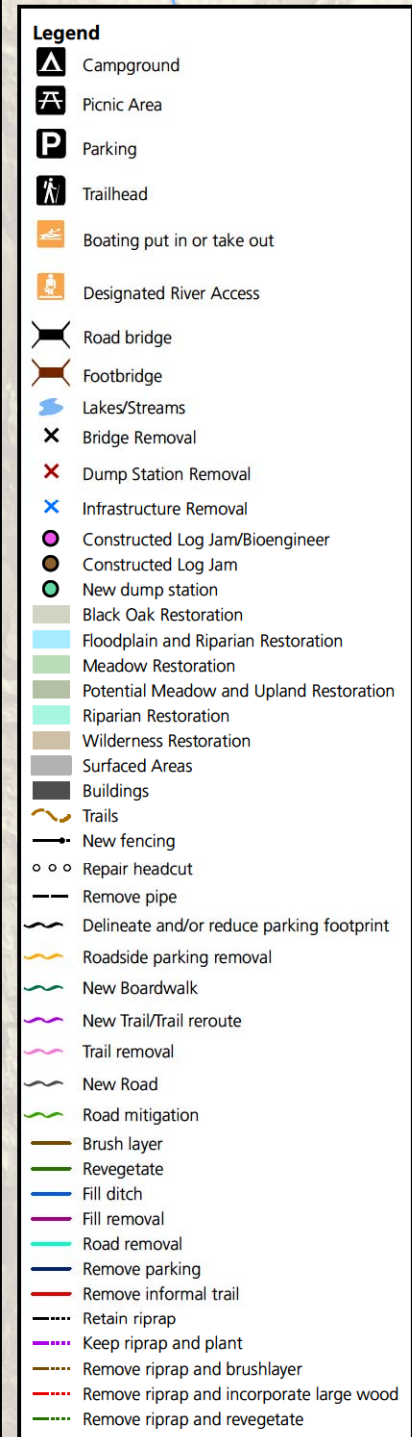 Legend
Campground
Picnic Area
P Parking
Trailhead
Boating put in or take out
Designated River Access
Road bridge
Footbridge
Lakes/Streams
Bridge Removal
Dump Station Removal
Infrastructure Removal
Constructed Log Jam/Bioengineer
Constructed Log Jam
New dump station
Black Oak Restoration
Floodplain and Riparian Restoration
Meadow Restoration
Potential Meadow and Upland Restoration
Riparian Restoration
Wilderness Restoration
Surfaced Areas
Buildings
Trails
New fencing
Repair headcut
Remove pipe
Delineate and/or reduce parking footprint
Roadside parking removal
New Boardwalk
New Trail/Trail reroute
Trail removal
New Road
Road mitigation
Brush layer
Revegetate
Fill ditch
Fill removal
Road removal
Remove parking
Remove informal trail
Retain riprap
Keep riprap and plant
Remove riprap and brushlayer
Remove riprap and incorporate large wood
Remove riprap and revegetate